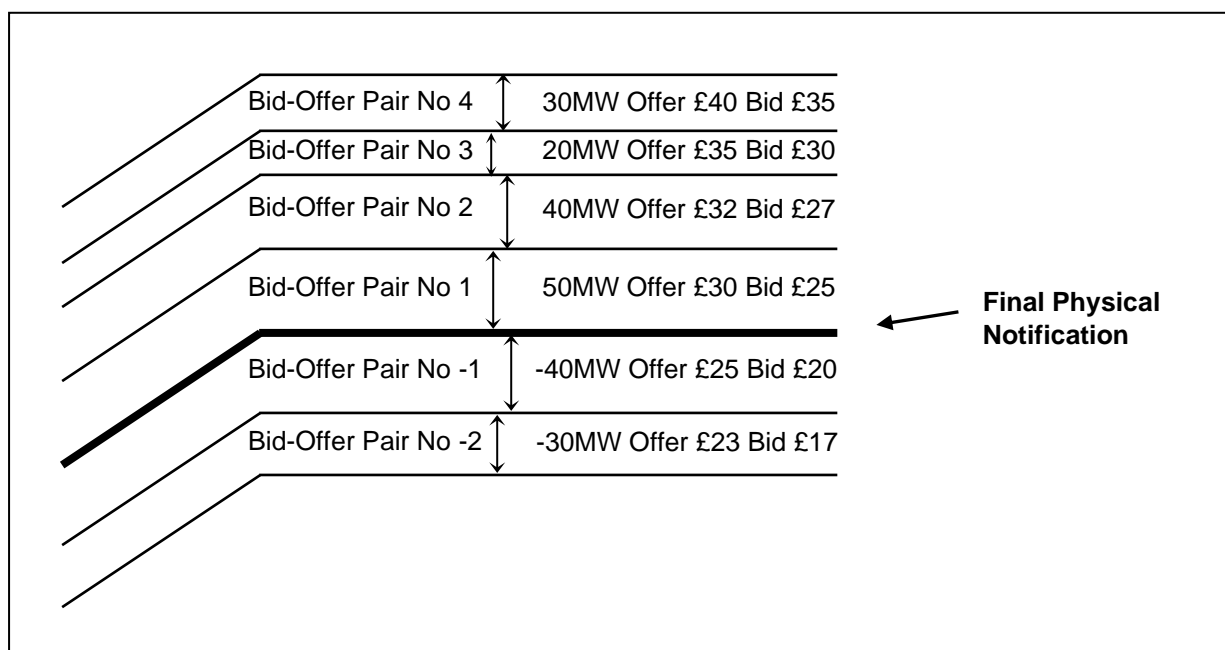 Bid-Offer Pair No 4 30MW Offer £40 Bid £35
Bid-Offer Pair No 3 20MW Offer £35 Bid £30
Bid-Offer Pair No 2 40MW Offer £32 Bid £27
Bid-Offer Pair No 1 50MW Offer £30 Bid £25
Final Physical
Notification
Bid-Offer Pair No -1 -40MW Offer £25 Bid £20
Bid-Offer Pair No -2 -30MW Offer £23 Bid £17